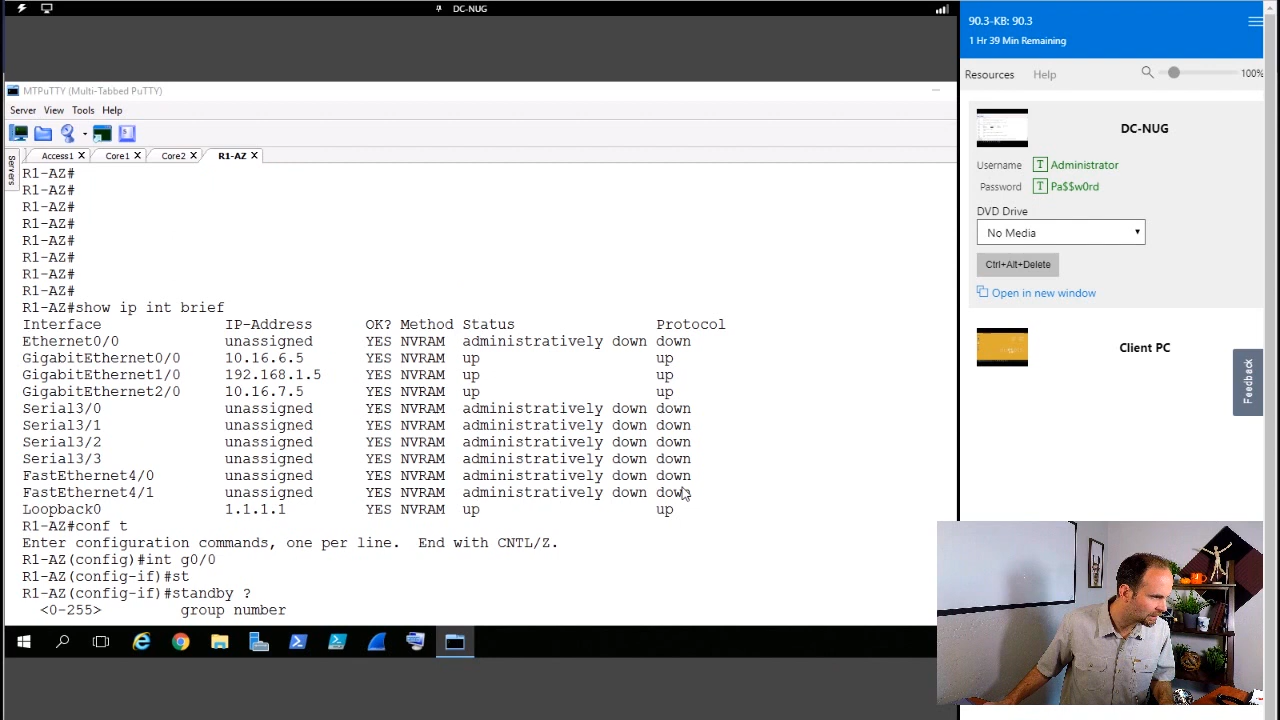 DC-NUG
90.3-KB: 90.3
1 Hr 39 Min Remaining
Resources Help 100%
MTPuTTY (Multi-Tabbed PuTTY)
Server View Tools Help
Servers
Access1 Core1 Core2 R1-AZ
R1-AZ#
R1-AZ#
R1-AZ#
R1-AZ#
R1-AZ#
R1-AZ#
R1-AZ#
R1-AZ#
R1-AZ#show ip int brief
Interface IP-Address OK? Method Status Protocol
Ethernet0/0 unassigned YES NVRAM administratively down down
GigabitEthernet0/0 10.16.6.5 YES NVRAM up up
GigabitEthernet1/0 192.168.1.5 YES NVRAM up up
GigabitEthernet2/0 10.16.7.5 YES NVRAM up up
Serial3/0 unassigned YES NVRAM administratively down down
Serial3/1 unassigned YES NVRAM administratively down down
Serial3/2 unassigned YES NVRAM administratively down down
Serial3/3 unassigned YES NVRAM administratively down down
FastEthernet4/0 unassigned YES NVRAM administratively down down
FastEthernet4/1 unassigned YES NVRAM administratively down down
Loopback0 1.1.1.1 YES NVRAM up up
R1-AZ#conf t
Enter configuration commands, one per line. End with CNTL/Z.
R1-AZ(config)#int g0/0
R1-AZ(config-if)#st
R1-AZ(config-if)#standby ?
<0-255> group number
DC-NUG
Username T Administrator
Password T Pa$$w0rd
DVD Drive
No Media
Ctrl+Alt+Delete
Open in new window
Client PC
Feedback